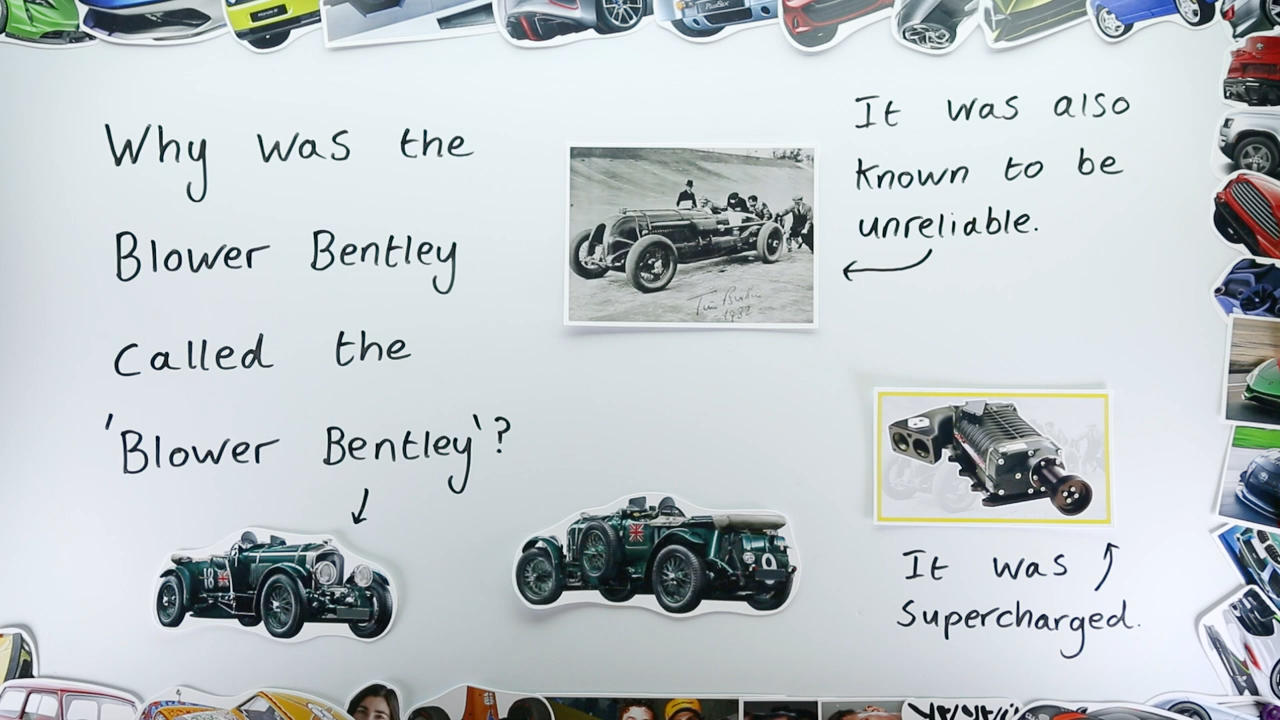 Why was the
Blower Bentley
Called the
'Blower Bentley'?
It was also
known to be
unreliable.
1932
It was
Supercharged.